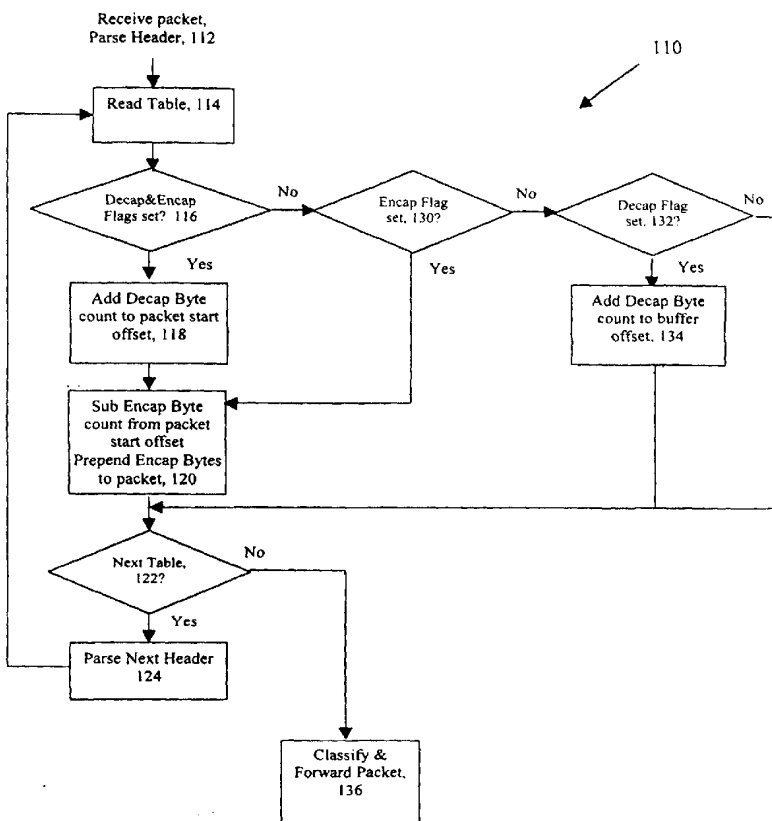 Receive packet,
Parse Header, 112
110
Read Table, 114
Decap&Encap
Flags set? 116
No
Encap Flag
set, 130?
No
Decap Flag
set, 132?
No
Yes
Yes
Yes
Add Decap Byte
count to packet start
offset, 118
Add Decap Byte
count to buffer
offset, 134
Sub Encap Byte
count from packet
start offset
Prepend Encap Bytes
to packet, 120
Next Table,
122?
No
Yes
Parse Next Header
124
Classify &
Forward Packet,
136